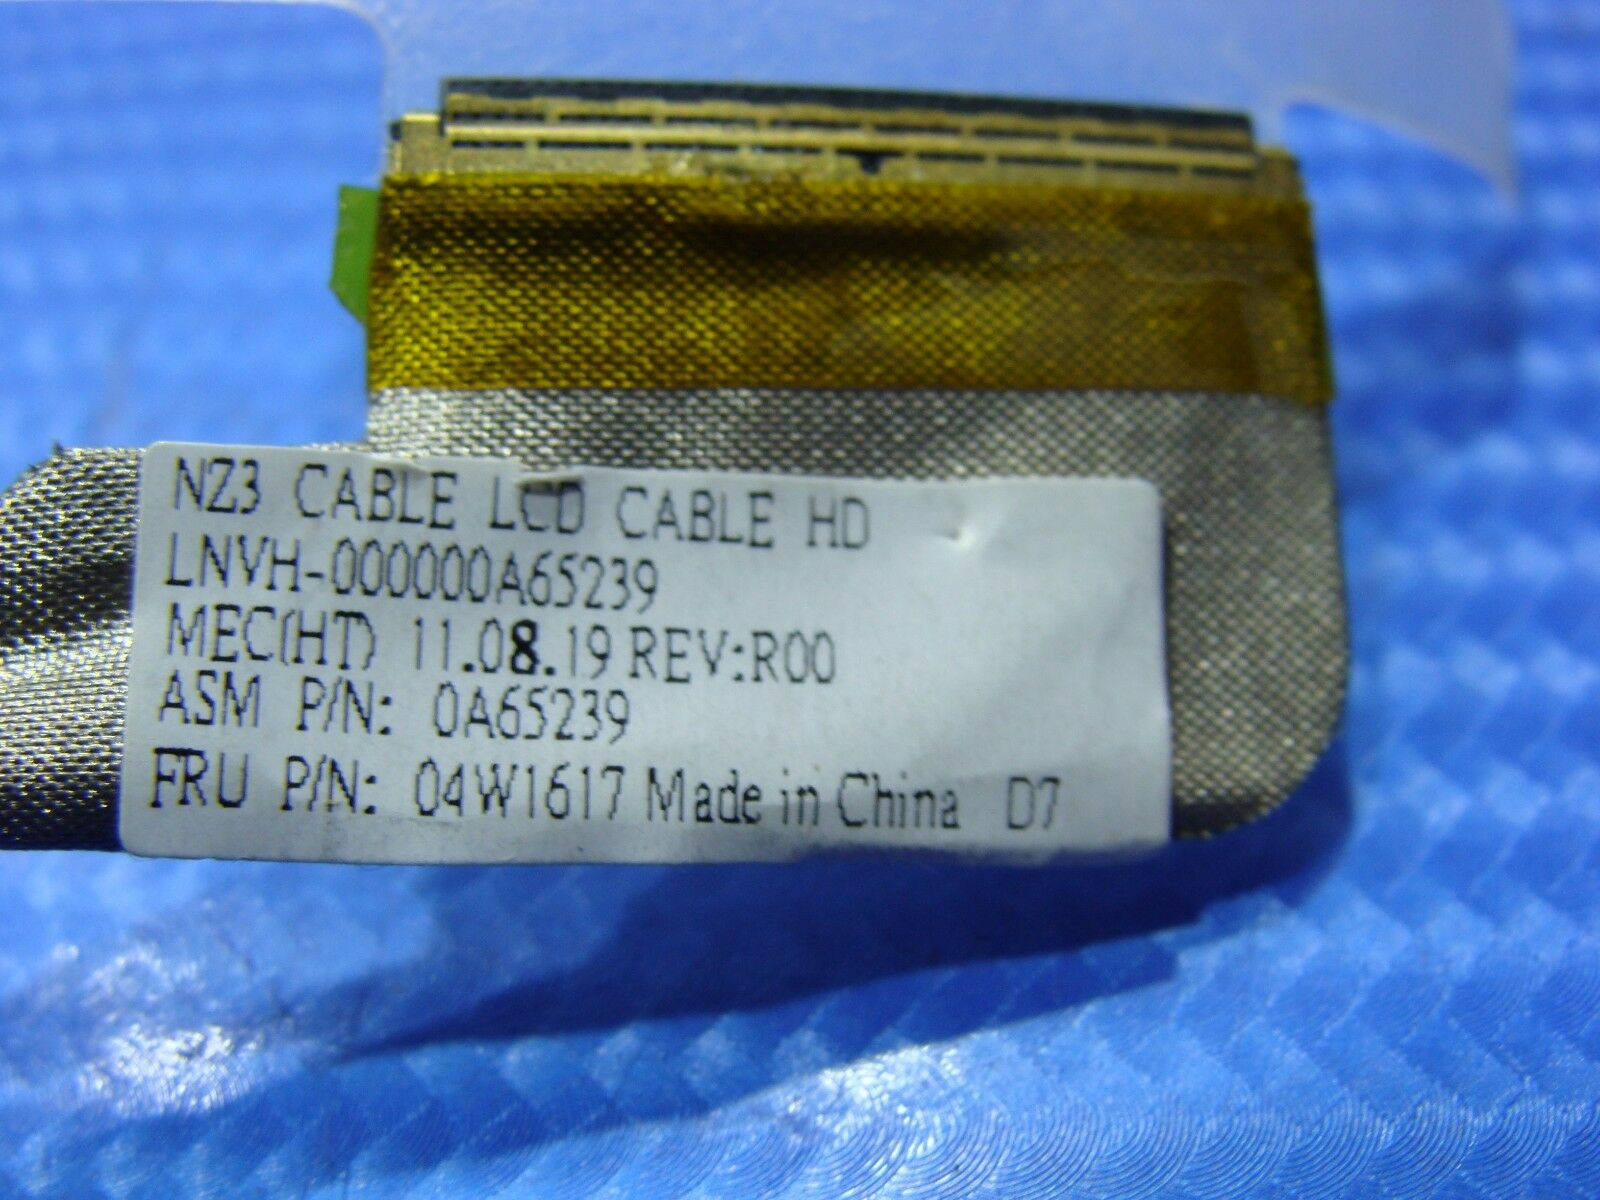 NZ3 CABLE LCD CABLE HD
LNVH-000000A65239
MEC(HT) 11.08.19 REV:R00
ASM P/N: 0A65239
FRU P/N: 04W1617 Made in China D7